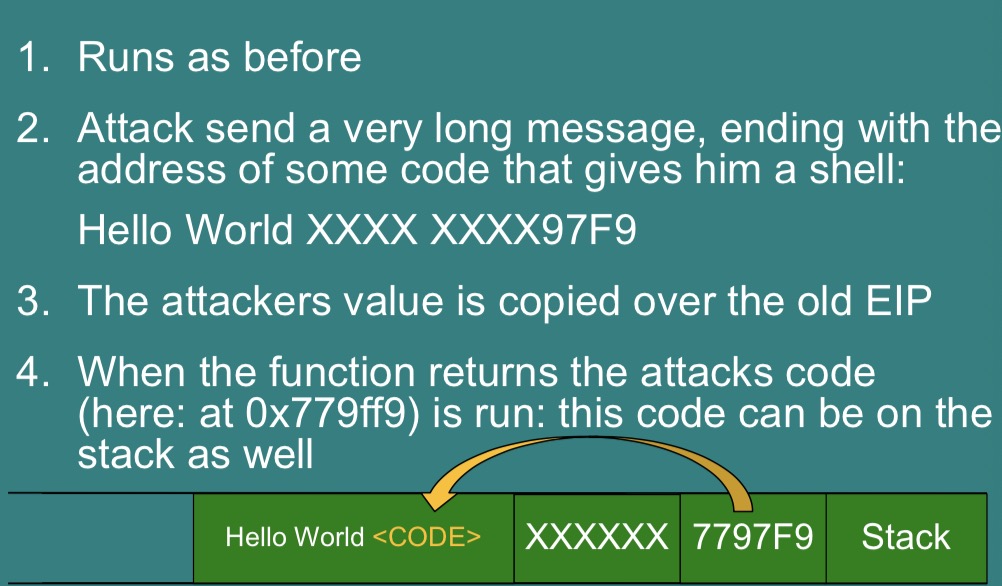 1. Runs as before
2. Attack send a very long message, ending with the
address of some code that gives him a shell:
Hello World XXXX XXXX97F9
3. The attackers value is copied over the old EIP
4. When the function returns the attacks code
(here: at 0x779ff9) is run: this code can be on the
stack as well
Hello World <CODE> XXXXXX 7797F9 Stack